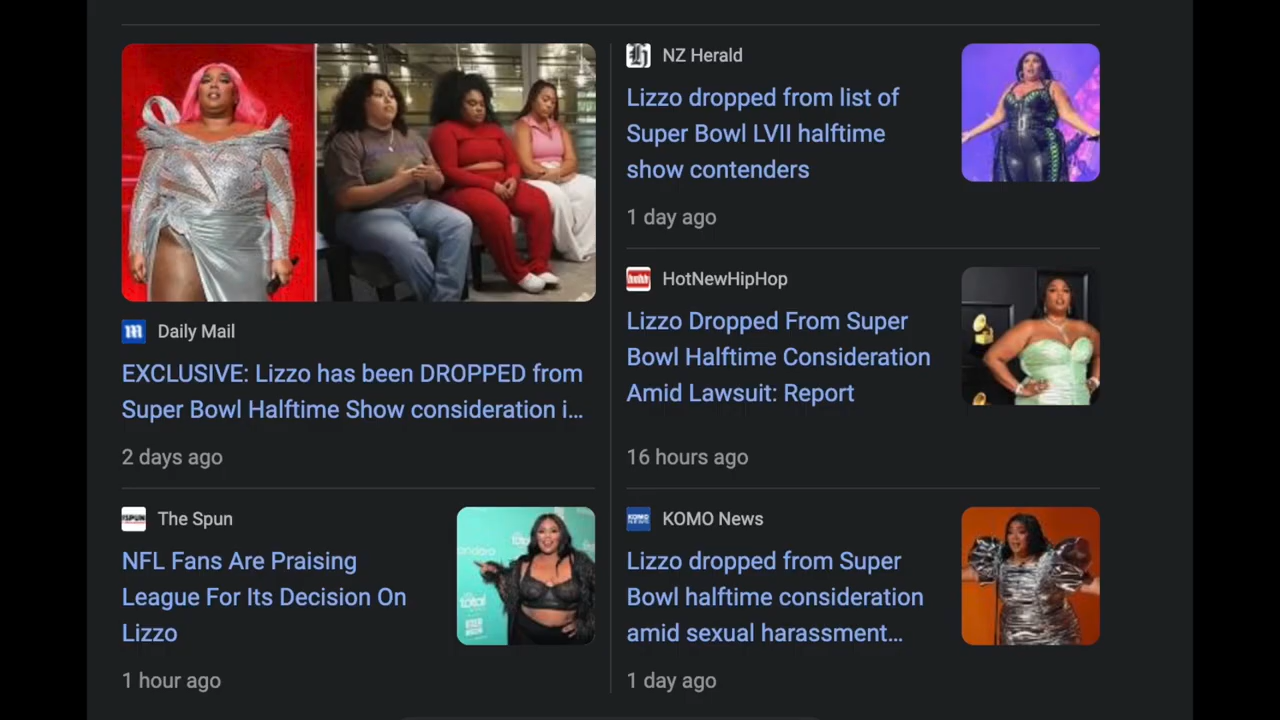 Daily Mail
EXCLUSIVE: Lizzo has been DROPPED from
Super Bowl Halftime Show consideration i...
2 days ago
The Spun
NFL Fans Are Praising
League For Its Decision On
Lizzo
1 hour ago
NZ Herald
Lizzo dropped from list of
Super Bowl LVII halftime
show contenders
1 day ago
HotNewHipHop
Lizzo Dropped From Super
Bowl Halftime Consideration
Amid Lawsuit: Report
16 hours ago
KOMO News
Lizzo dropped from Super
Bowl halftime consideration
amid sexual harassment...
1 day ago